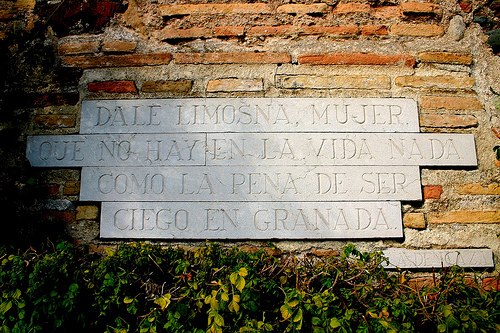 DALE LIMOSNA, MUJER,
QUE NO HAY EN LA VIDA NADA
COMO LA PENA DE SER
CIEGO EN GRANADA